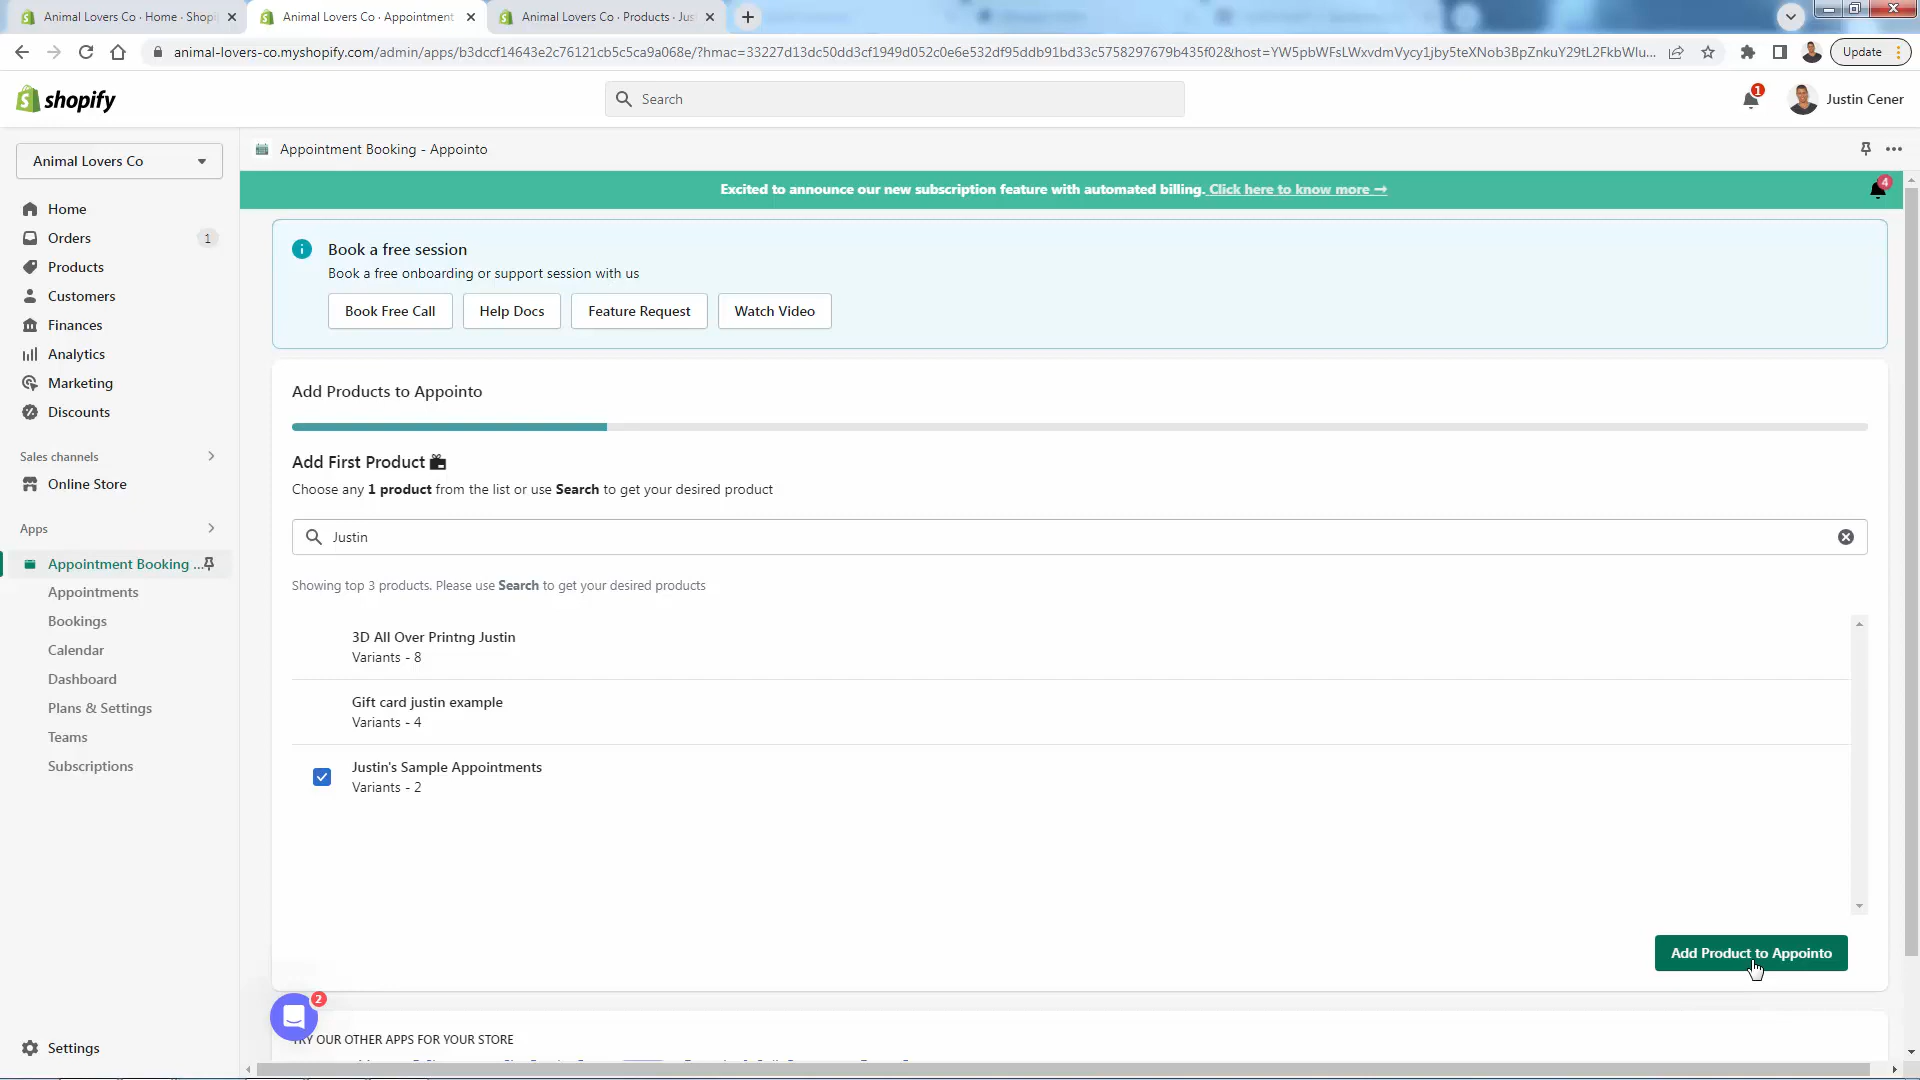 Animal Lovers Co · Home · Shopi
Animal Lovers Co · Appointment
Animal Lovers Co · Products · Jus
animal-lovers-co.myshopify.com/admin/apps/b3dccf14643e2c76121cb5c5ca9a068e/?hmac=33227d13dc50dd3cf1949d052c0e6e532df95ddb91bd33c5758297679b435f02&host=YW5pbWFsLWxvdmVycy1jby5teXNob3BpZnkuY29tL2FkbWlu...
Update
shopify
Search
1
Justin Cener
Animal Lovers Co
Home
Orders
1
Products
Customers
Finances
Analytics
Marketing
Discounts
Sales channels
Online Store
Apps
Appointment Booking ...
Appointments
Bookings
Calendar
Dashboard
Plans & Settings
Teams
Subscriptions
Settings
Appointment Booking - Appointo
Excited to announce our new subscription feature with automated billing. Click here to know more →
4
Book a free session
Book a free onboarding or support session with us
Book Free Call
Help Docs
Feature Request
Watch Video
Add Products to Appointo
Add First Product
Choose any 1 product from the list or use Search to get your desired product
Justin
Showing top 3 products. Please use Search to get your desired products
3D All Over Printng Justin
Variants - 8
Gift card justin example
Variants - 4
Justin's Sample Appointments
Variants - 2
Add Product to Appointo
2
TRY OUR OTHER APPS FOR YOUR STORE